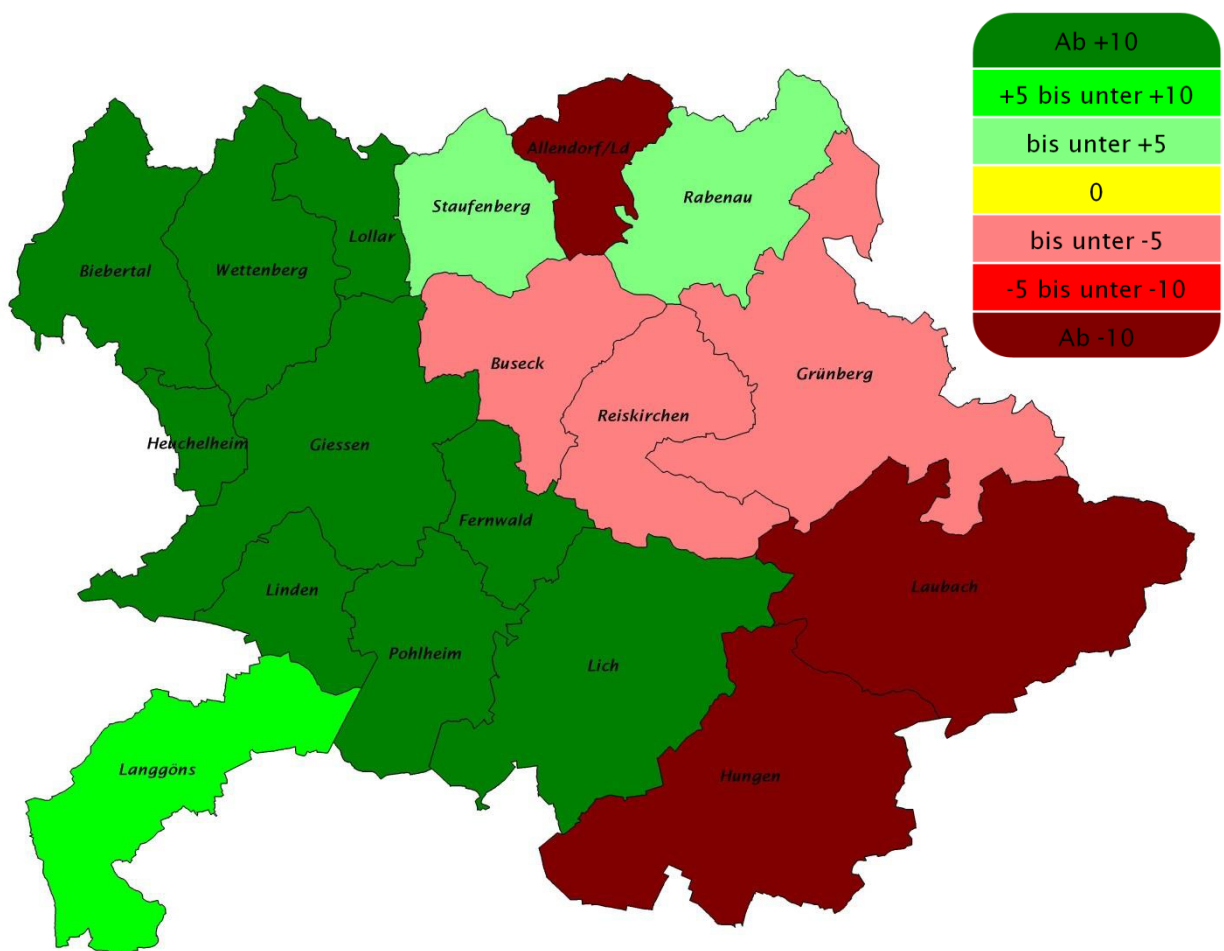 Ab +10
+5 bis unter +10
bis unter +5
0
bis unter -5
-5 bis unter -10
Ab -10
Allendorf/Ld
Rabenau
Staufenberg
Lollar
Wettenberg
Biebertal
Buseck
Grünberg
Reiskirchen
Heuchelheim
Giessen
Fernwald
Linden
Laubach
Pohlheim
Lich
Langgöns
Hungen